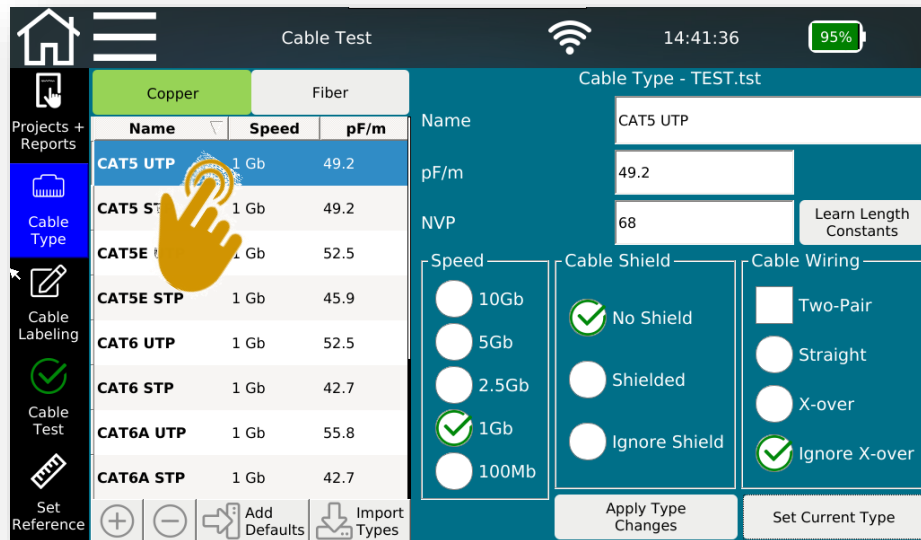 Cable Test
14:41:36
95%
Projects +
Reports
Cable
Type
Cable
Labeling
Cable
Test
Set
Reference
Copper
Fiber
Name Speed pF/m
CAT5 UTP 1 Gb 49.2
CAT5 1 Gb 49.2
CAT5E 1 Gb 52.5
CAT5E STP 1 Gb 45.9
CAT6 UTP 1 Gb 52.5
CAT6 STP 1 Gb 42.7
CAT6A UTP 1 Gb 55.8
CAT6A STP 1 Gb 42.7
Add
Defaults
Import
Types
Cable Type - TEST.tst
Name CAT5 UTP
pF/m 49.2
NVP 68
Learn Length
Constants
Speed
10Gb
5Gb
2.5Gb
1Gb
100Mb
Cable Shield
No Shield
Shielded
Ignore Shield
Cable Wiring
Two-Pair
Straight
X-over
Ignore X-over
Apply Type
Changes
Set Current Type